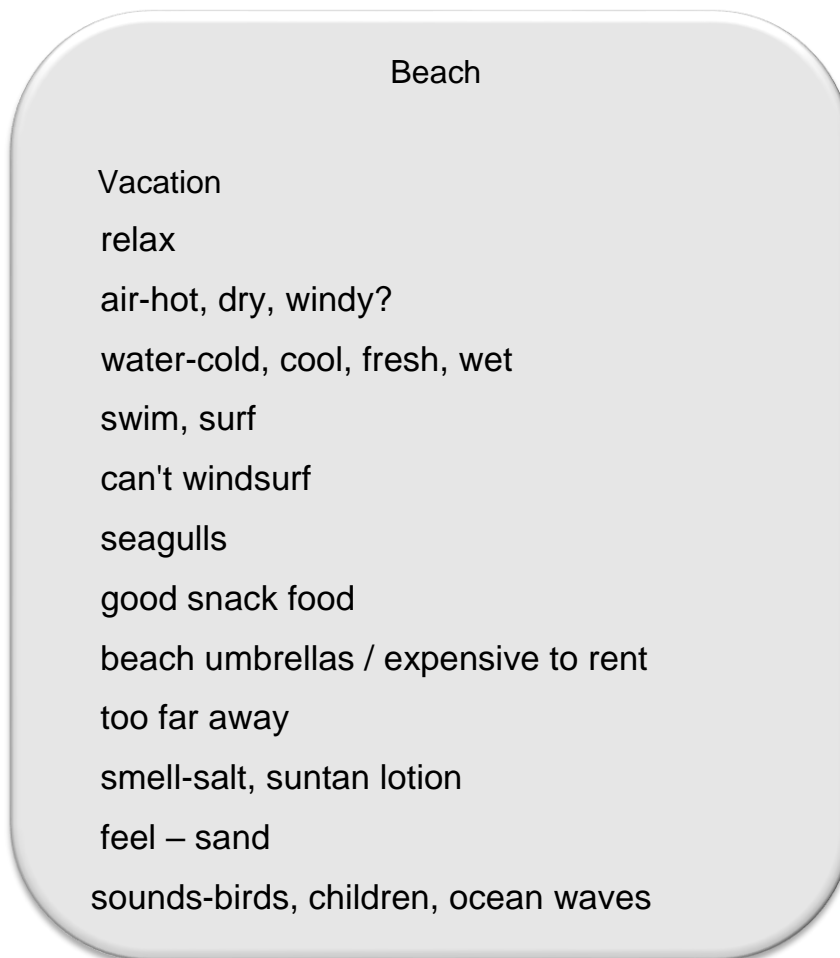 Beach
Vacation
relax
air-hot, dry, windy?
water-cold, cool, fresh, wet
swim, surf
can't windsurf
seagulls
good snack food
beach umbrellas / expensive to rent
too far away
smell-salt, suntan lotion
feel – sand
sounds-birds, children, ocean waves